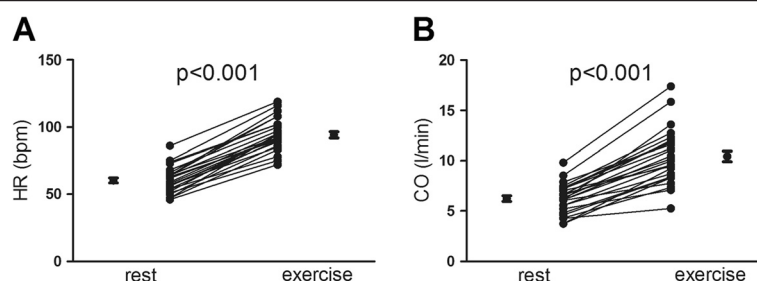 A
B
150
100
50
0
HR (bpm)
p<0.001
rest
exercise
20
15
10
5
0
CO (l/min)
p<0.001
rest
exercise